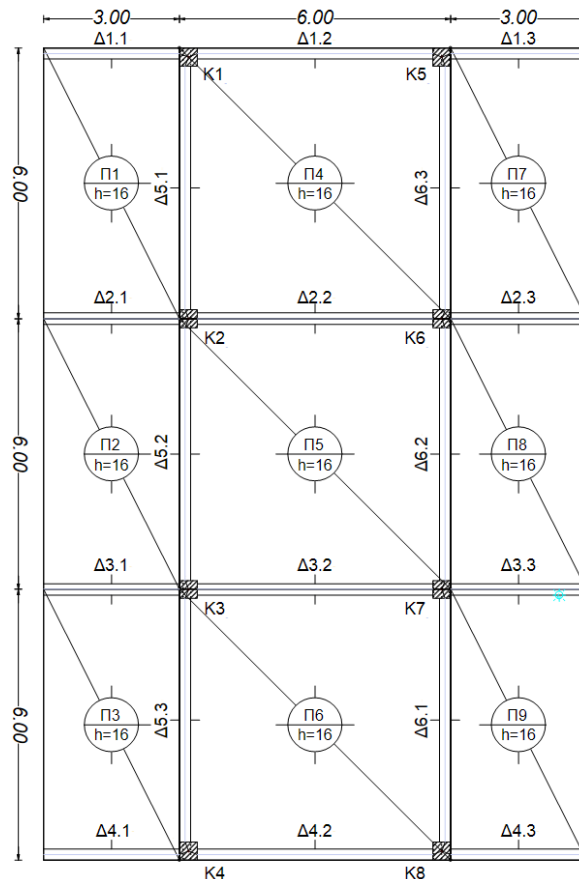 3.00 6.00 3.00
Δ1.1 Δ1.2 Δ1.3
K1 K5
6.00
Π1 Π4 Π7
h=16 h=16 h=16
Δ5.1 Δ6.3
Δ2.1 Δ2.2 Δ2.3
K2 K6
6.00
Π2 Π5 Π8
h=16 h=16 h=16
Δ5.2 Δ6.2
Δ3.1 Δ3.2 Δ3.3
K3 K7
6.00
Π3 Π6 Π9
h=16 h=16 h=16
Δ5.3 Δ6.1
Δ4.1 Δ4.2 Δ4.3
K4 K8